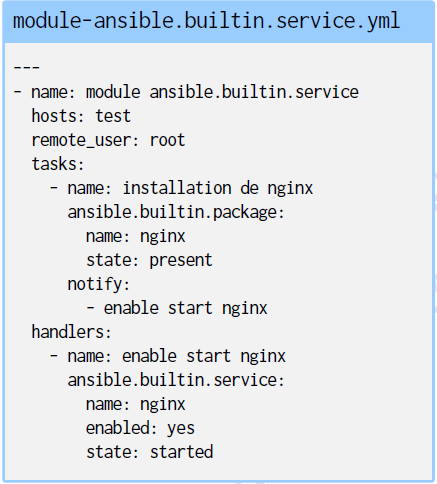 module-ansible.builtin.service.yml
---
- name: module ansible.builtin.service
  hosts: test
  remote_user: root
  tasks:
    - name: installation de nginx
      ansible.builtin.package:
        name: nginx
        state: present
      notify:
        - enable start nginx
  handlers:
    - name: enable start nginx
      ansible.builtin.service:
        name: nginx
        enabled: yes
        state: started